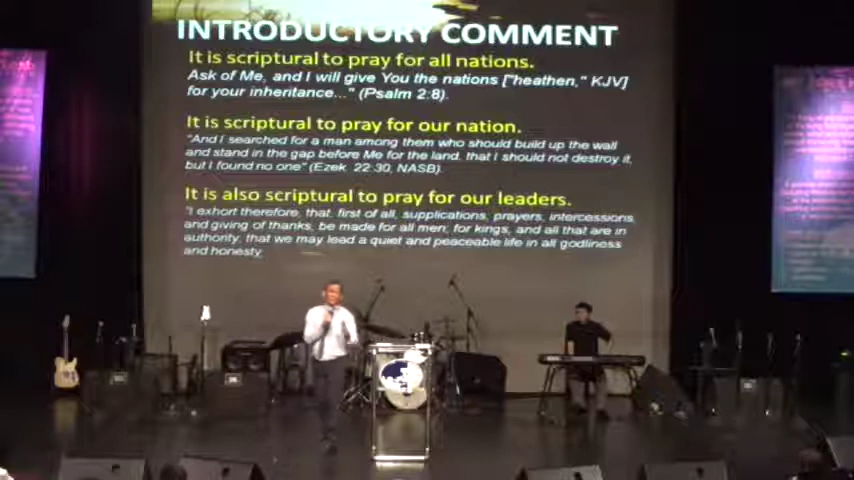 INTRODUCTORY COMMENT
It is scriptural to pray for all nations.
Ask of Me, and I will give You the nations ["heathen," KJV]
for your inheritance..." (Psalm 2:8).
It is scriptural to pray for our nation.
"And I searched for a man among them who should build up the wall
and stand in the gap before Me for the land, that I should not destroy it,
but I found no one" (Ezek. 22:30, NASB).
It is also scriptural to pray for our leaders.
"I exhort therefore, that, first of all, supplications, prayers, intercessions,
and giving of thanks, be made for all men; for kings, and all that are in
authority; that we may lead a quiet and peaceable life in all godliness
and honesty.